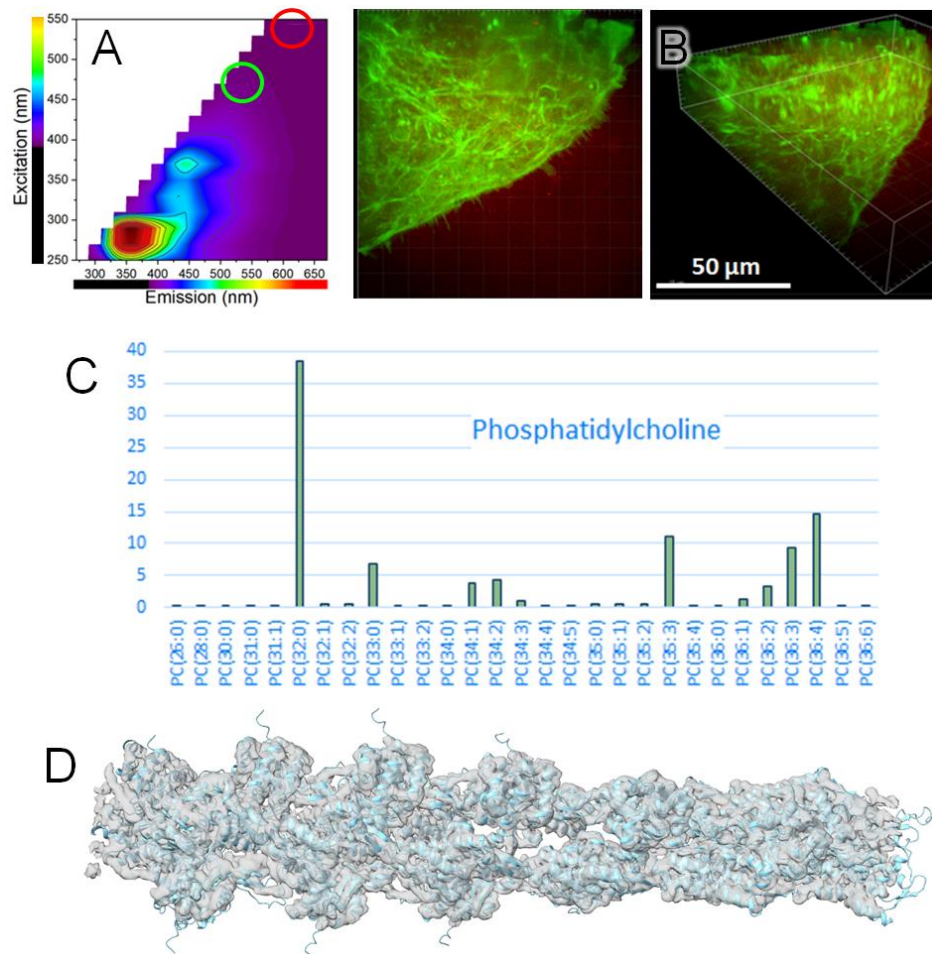 A
Excitation (nm)
550
500
450
400
350
300
250
300 350 400 450 500 550 600 650
Emission (nm)
B
50 µm
C
40
35
30
25
20
15
10
5
0
Phosphatidylcholine
PC(26:0)
PC(28:0)
PC(30:0)
PC(31:0)
PC(31:1)
PC(32:0)
PC(32:1)
PC(32:2)
PC(33:0)
PC(33:1)
PC(33:2)
PC(34:0)
PC(34:1)
PC(34:2)
PC(34:3)
PC(34:4)
PC(34:5)
PC(35:0)
PC(35:1)
PC(35:2)
PC(35:3)
PC(35:4)
PC(36:0)
PC(36:1)
PC(36:2)
PC(36:3)
PC(36:4)
PC(36:5)
PC(36:6)
D